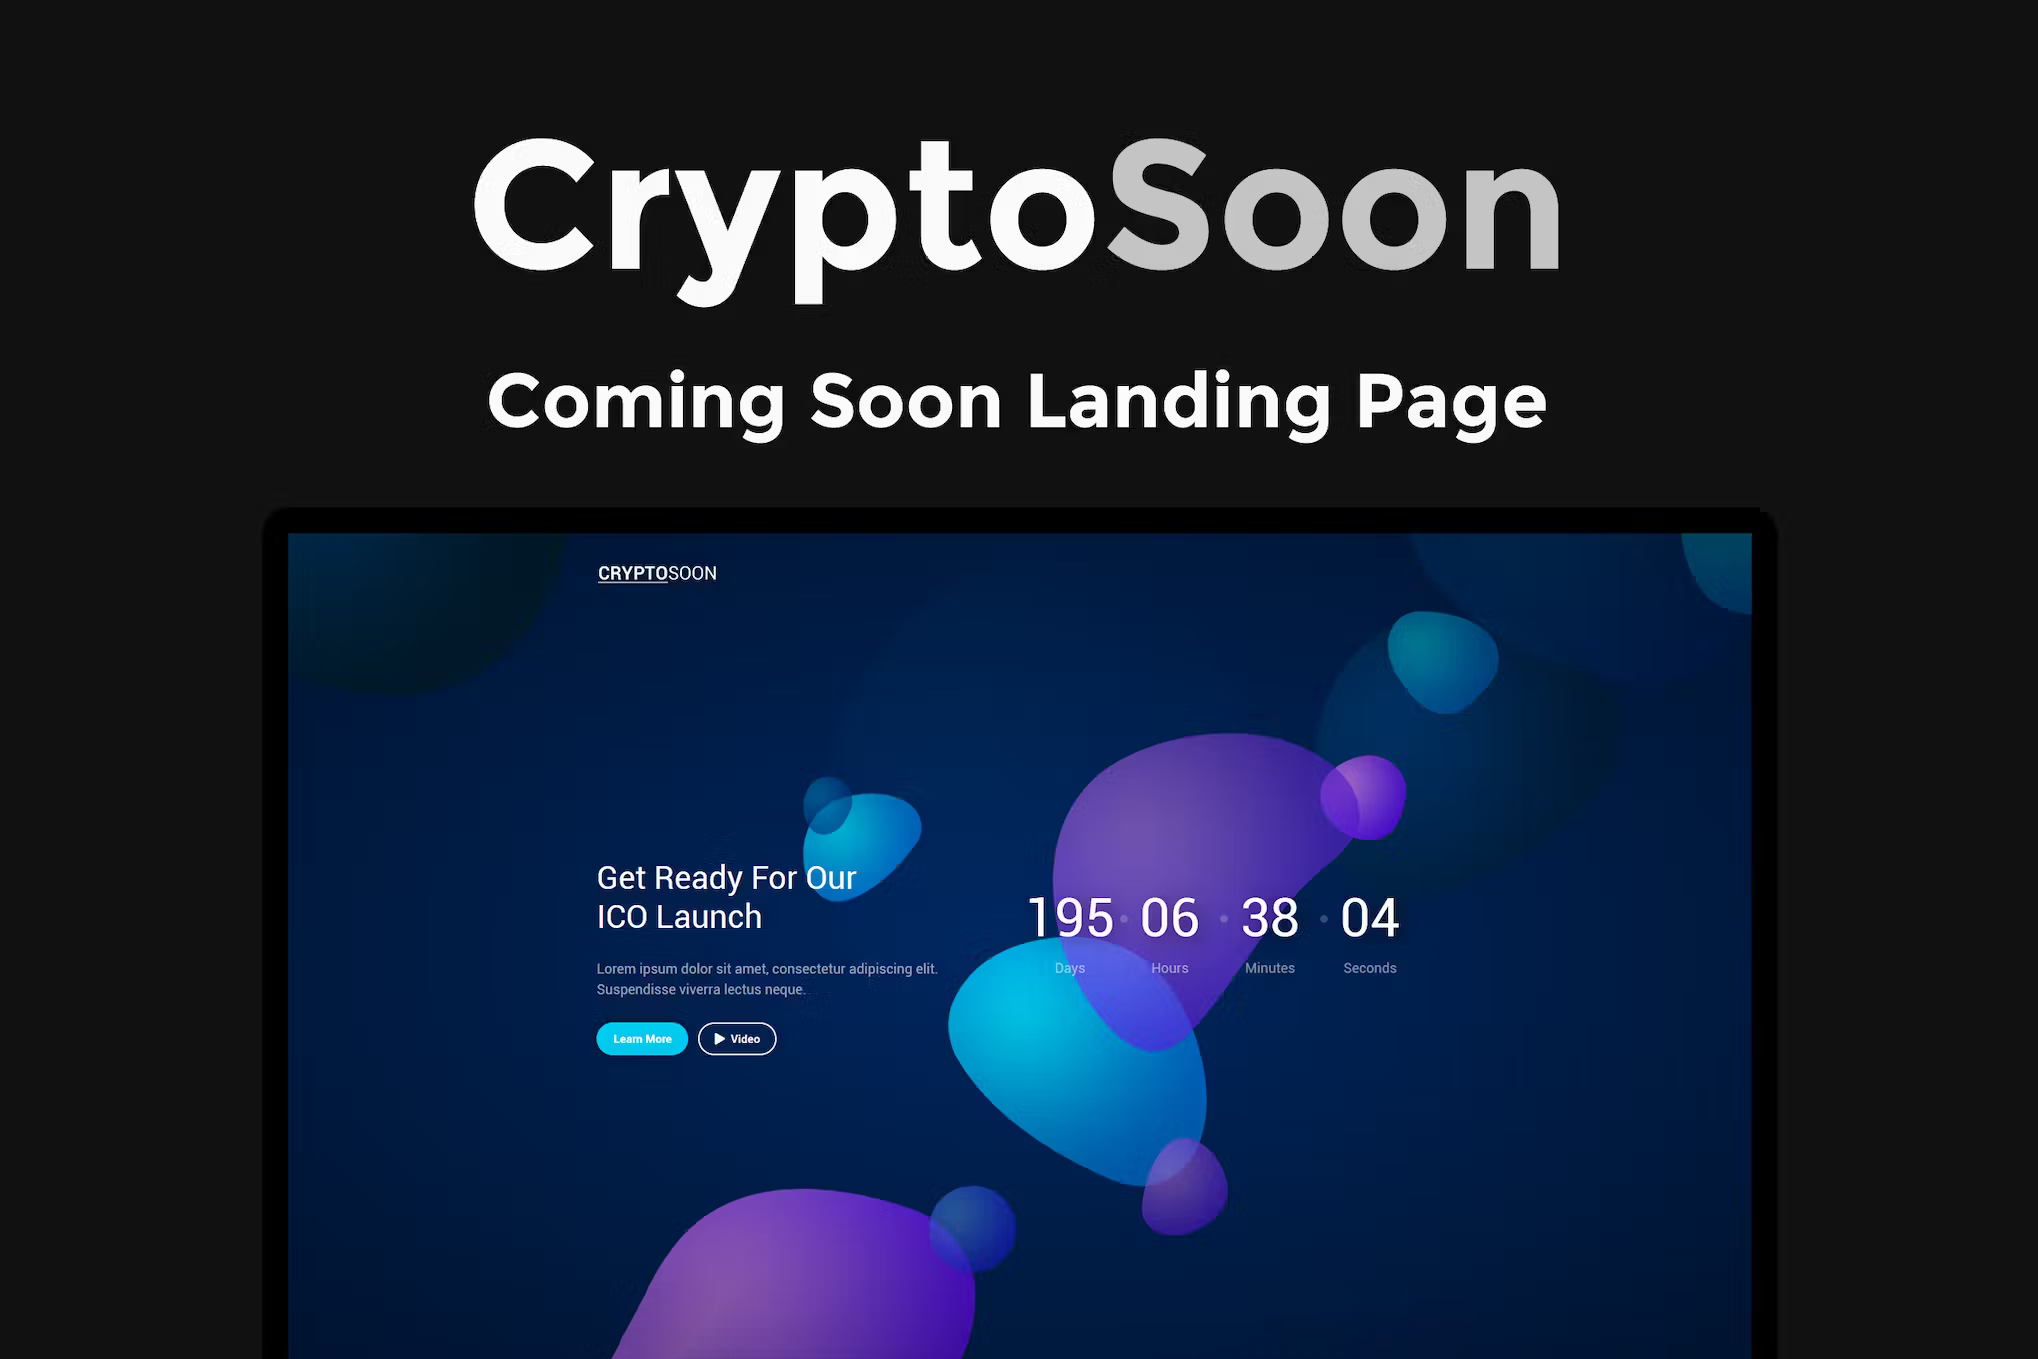 CryptoSoon
Coming Soon Landing Page
CRYPTOSOON
Get Ready For Our
ICO Launch
Lorem ipsum dolor sit amet, consectetur adipiscing elit.
Suspendisse viverra lectus neque.
Learn More
Video
195 • 06 • 38 • 04
Days Hours Minutes Seconds